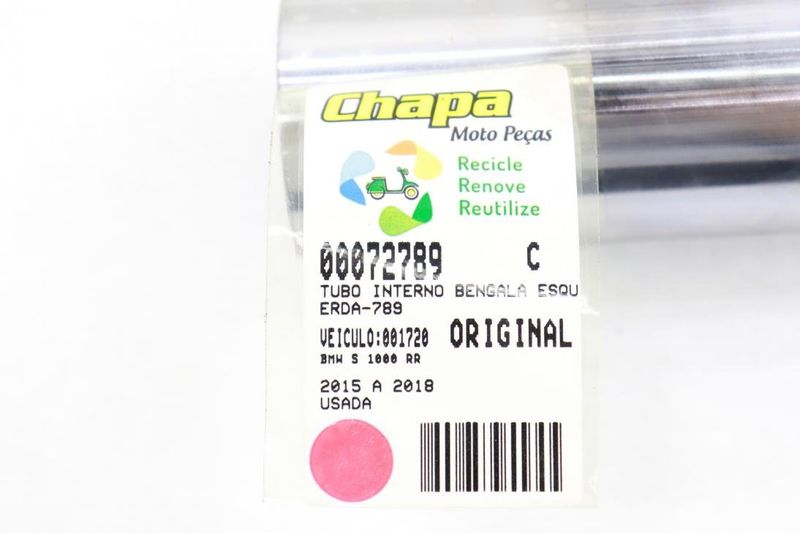 Chapa
Moto Peças
Recicle
Renove
Reutilize
00072789 C
TUBO INTERNO BENGALA ESQU
ERDA-789
VEICULO:001720 ORIGINAL
BMW S 1000 RR
2015 A 2018
USADA